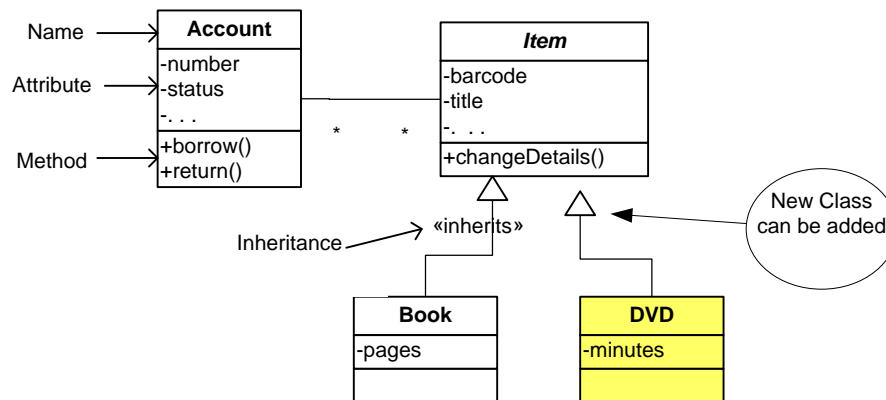 Name
Attribute
Method
Account
-number
-status
-. . .
+borrow()
+return()
*
*
Item
-barcode
-title
-. . .
+changeDetails()
Inheritance
«inherits»
New Class
can be added
Book
-pages
DVD
-minutes